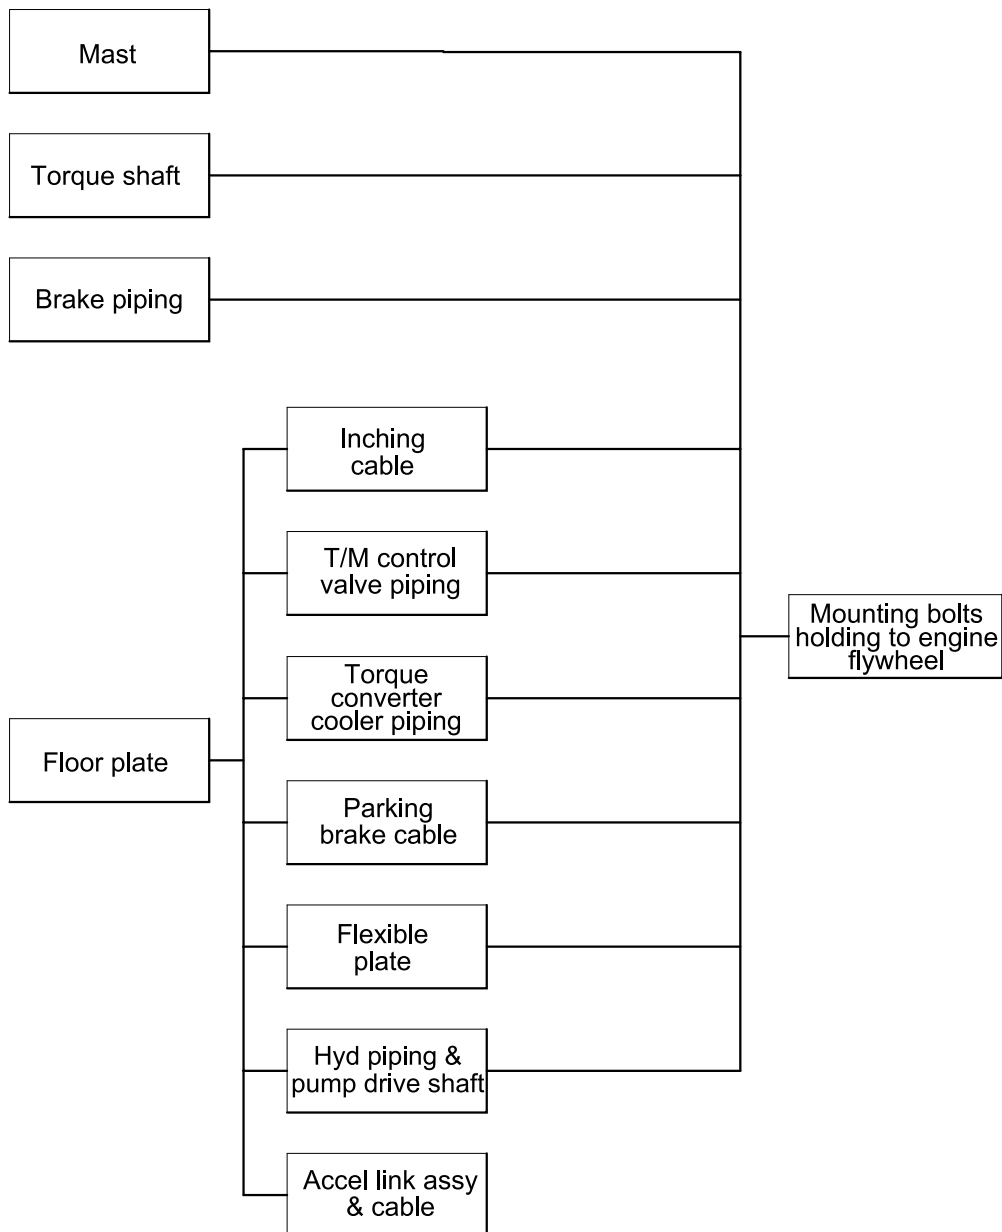 Mast
Torque shaft
Brake piping
Inching
cable
T/M control
valve piping
Mounting bolts
holding to engine
flywheel
Torque
converter
cooler piping
Floor plate
Parking
brake cable
Flexible
plate
Hyd piping &
pump drive shaft
Accel link assy
& cable